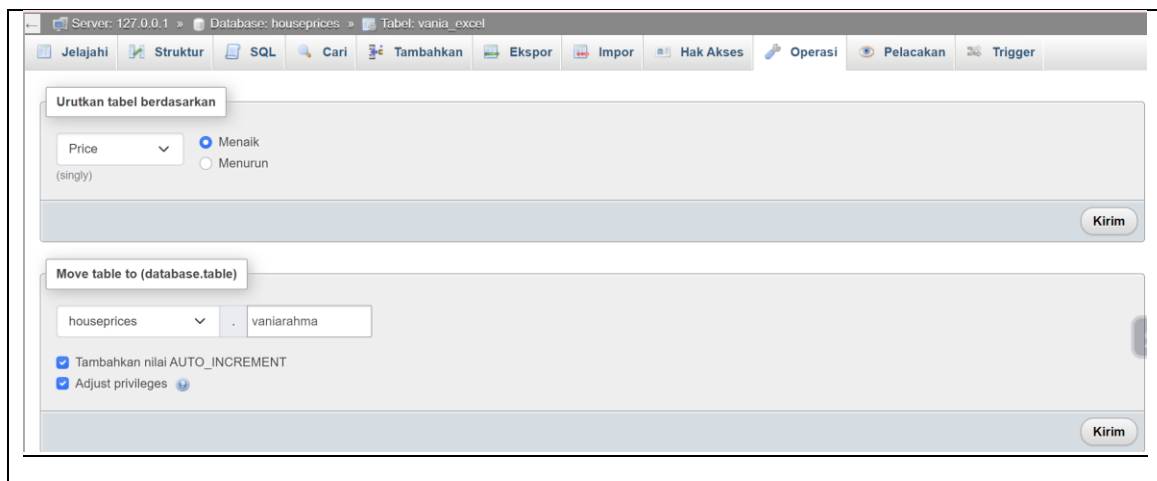 Server: 127.0.0.1 » Database: houseprices » Tabel: vania_excel
Jelajahi Struktur SQL Cari Tambahkan Ekspor Impor Hak Akses Operasi Pelacakan Trigger
Urutkan tabel berdasarkan
Price
Menaik
Menurun
(singly)
Kirim
Move table to (database.table)
houseprices . vaniarahma
Tambahkan nilai AUTO_INCREMENT
Adjust privileges
Kirim